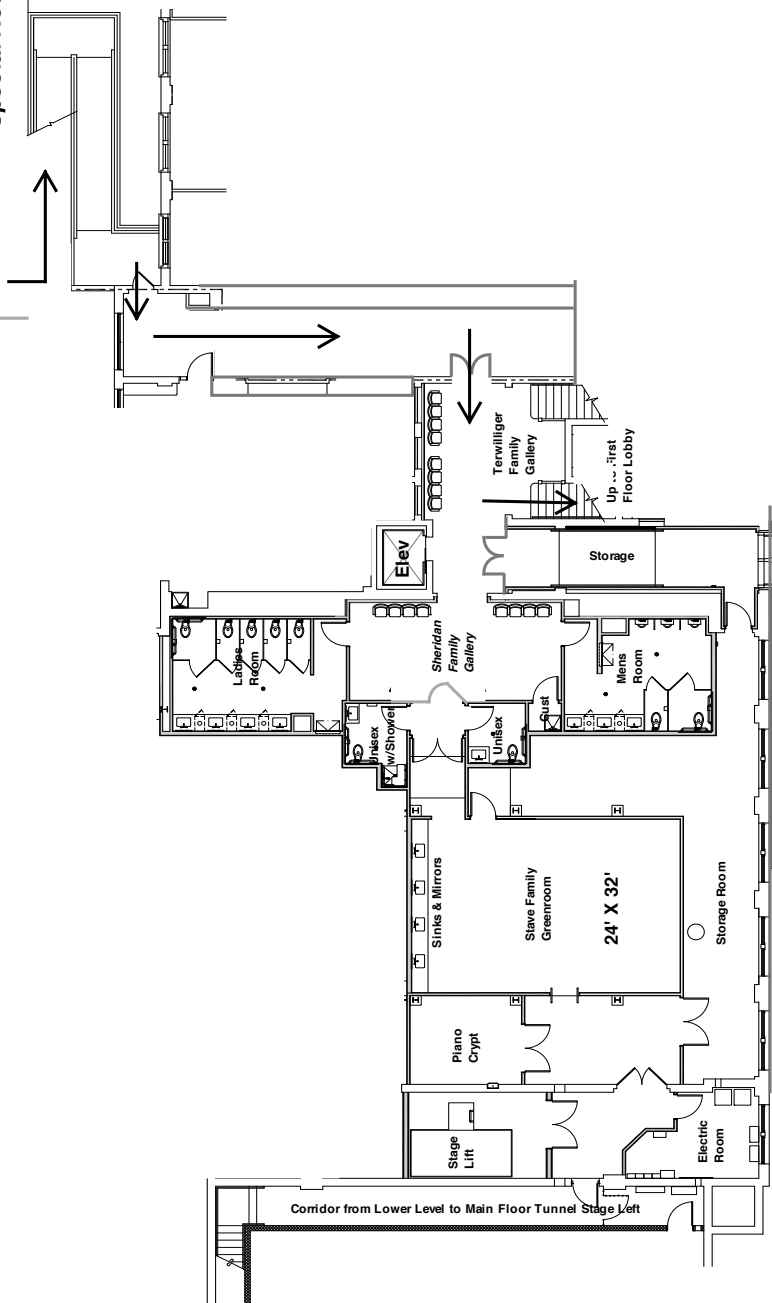 Terwilliger
Family
Gallery
Up to First
Floor Lobby
Elev
Storage
Sheridan
Family
Gallery
Ladies
Room
Mens
Room
Unisex
w/Shower
Unisex
Cust
Sinks & Mirrors
Stave Family
Greenroom
24' X 32'
Storage Room
Piano
Crypt
Stage
Lift
Electric
Room
Corridor from Lower Level to Main Floor Tunnel Stage Left